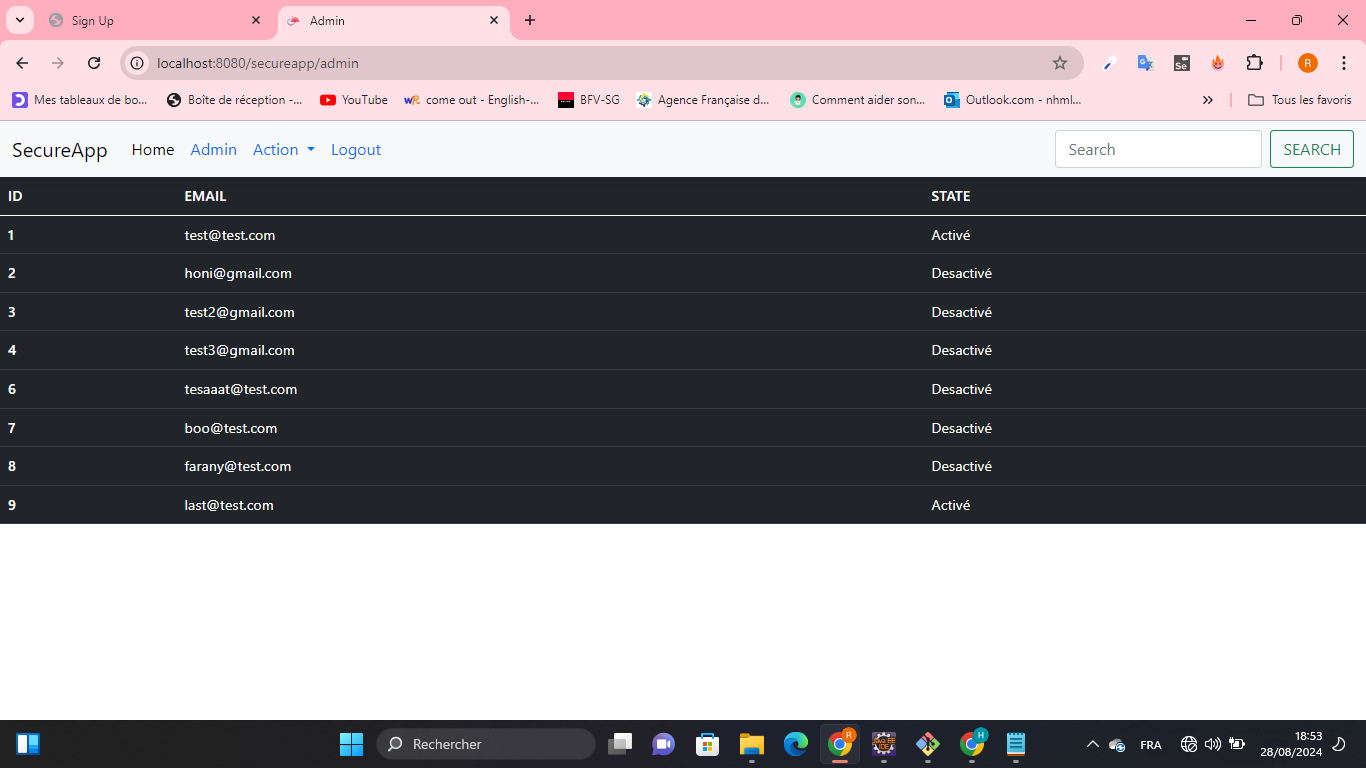 Sign Up
Admin
localhost:8080/secureapp/admin
Mes tableaux de bo...
Boîte de réception -...
YouTube
come out - English-...
BFV-SG
Agence Française d...
Comment aider son...
Outlook.com - nhml...
Tous les favoris
SecureApp Home Admin Action Logout
Search
SEARCH
ID EMAIL STATE
1 test@test.com Activé
2 honi@gmail.com Desactivé
3 test2@gmail.com Desactivé
4 test3@gmail.com Desactivé
6 tesaaat@test.com Desactivé
7 boo@test.com Desactivé
8 farany@test.com Desactivé
9 last@test.com Activé
Rechercher
FRA
18:53
28/08/2024